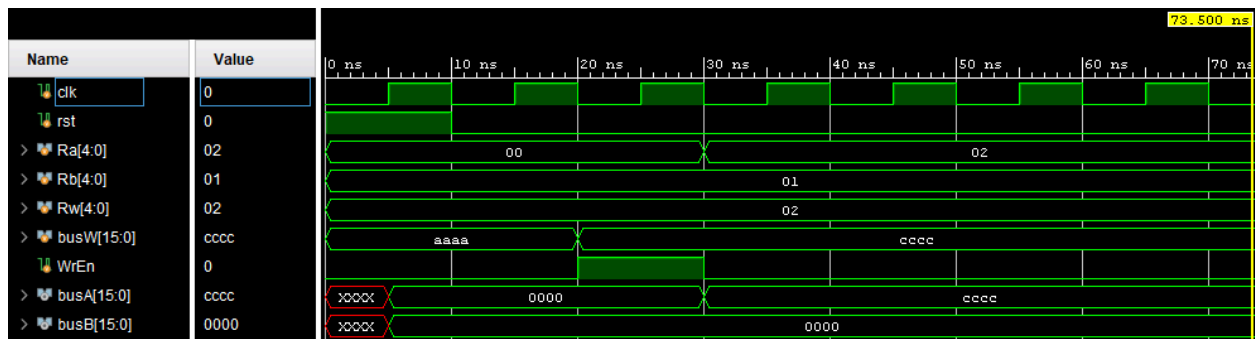 73.500 ns
Name Value
0 ns 10 ns 20 ns 30 ns 40 ns 50 ns 60 ns 70 ns
clk 0
rst 0
Ra[4:0] 02 00 02
Rb[4:0] 01 01
Rw[4:0] 02 02
busW[15:0] cccc aaaa cccc
WrEn 0
busA[15:0] cccc XXXX 0000 cccc
busB[15:0] 0000 XXXX 0000